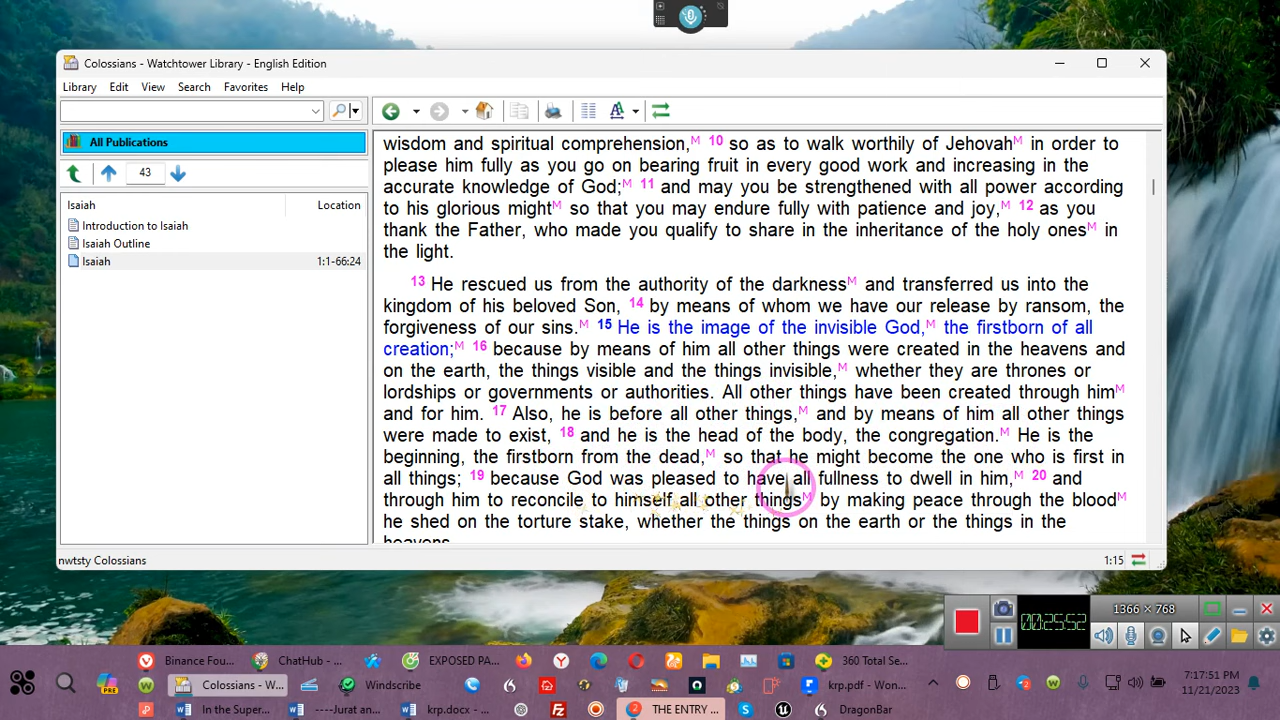 Colossians - Watchtower Library - English Edition
Library Edit View Search Favorites Help
All Publications
43
Isaiah Location
Introduction to Isaiah
Isaiah Outline
Isaiah 1:1-66:24
wisdom and spiritual comprehension,M 10 so as to walk worthily of JehovahM in order to
please him fully as you go on bearing fruit in every good work and increasing in the
accurate knowledge of God;M 11 and may you be strengthened with all power according
to his glorious mightM so that you may endure fully with patience and joy,M 12 as you
thank the Father, who made you qualify to share in the inheritance of the holy onesM in
the light.
13 He rescued us from the authority of the darknessM and transferred us into the
kingdom of his beloved Son, 14 by means of whom we have our release by ransom, the
forgiveness of our sins.M 15 He is the image of the invisible God,M the firstborn of all
creation;M 16 because by means of him all other things were created in the heavens and
on the earth, the things visible and the things invisible,M whether they are thrones or
lordships or governments or authorities. All other things have been created through himM
and for him. 17 Also, he is before all other things,M and by means of him all other things
were made to exist, 18 and he is the head of the body, the congregation.M He is the
beginning, the firstborn from the dead,M so that he might become the one who is first in
all things; 19 because God was pleased to have all fullness to dwell in him,M 20 and
through him to reconcile to himself all other thingsM by making peace through the bloodM
he shed on the torture stake, whether the things on the earth or the things in the
heavens.
nwtsty Colossians 1:15
1366 × 768
00:25:52
Binance Fou... ChatHub - ... EXPOSED PA... 360 Total Se...
PRE Colossians - W... Windscribe krp.pdf - Won... 7:17:51 PM
11/21/2023
In the Super... ----Jurat an... krp.docx - w... THE ENTRY ... DragonBar